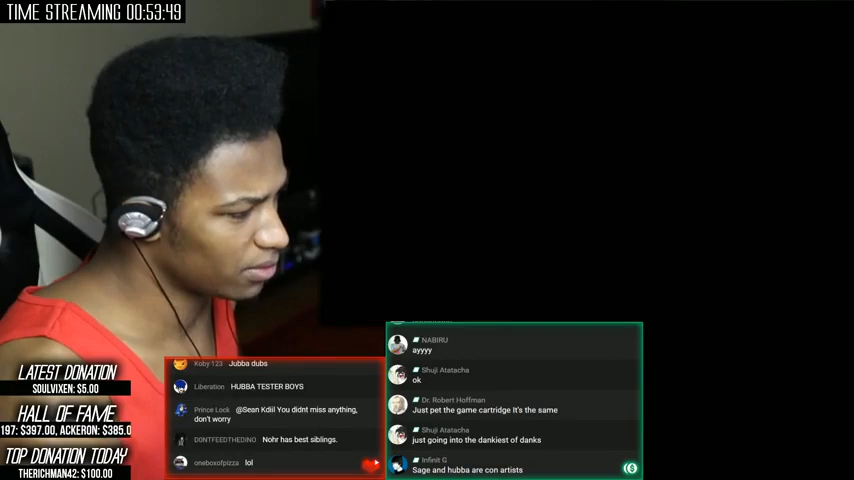 TIME STREAMING 00:53:49
LATEST DONATION
SOULVIXEN: $5.00
HALL OF FAME
197: $397.00, ACKERON: $385.0
TOP DONATION TODAY
THERICHMAN42: $100.00
Koby 123 Jubba dubs
Liberation HUBBA TESTER BOYS
Prince Lock @Sean Kdiil You didnt miss anything,
don't worry
DONTFEEDTHEDINO Nohr has best siblings.
oneboxofpizza lol
NABIRU
ayyyy
Shuji Atatacha
ok
Dr. Robert Hoffman
Just pet the game cartridge It's the same
Shuji Atatacha
just going into the dankiest of danks
Infinit G
Sage and hubba are con artists